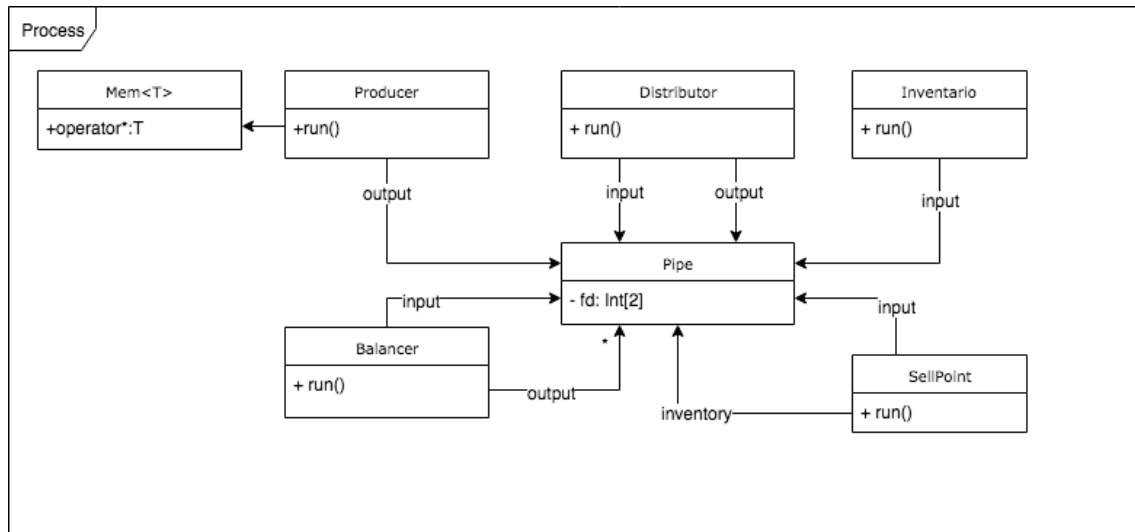 Process
Mem<T>
+operator*:T
Producer
+run()
Distributor
+ run()
Inventario
+ run()
output
input
output
input
Pipe
- fd: Int[2]
input
input
*
Balancer
+ run()
output
inventory
SellPoint
+ run()